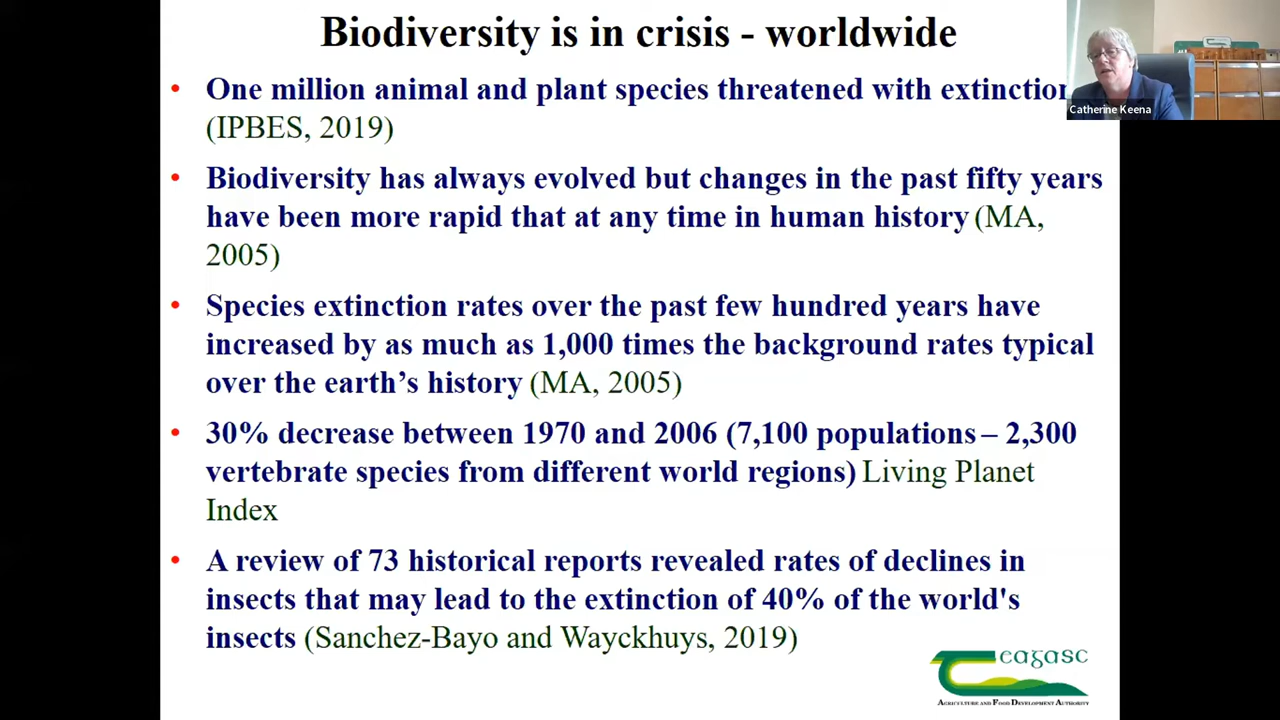 Biodiversity is in crisis - worldwide
• One million animal and plant species threatened with extinction
(IPBES, 2019)
• Biodiversity has always evolved but changes in the past fifty years
have been more rapid that at any time in human history (MA,
2005)
• Species extinction rates over the past few hundred years have
increased by as much as 1,000 times the background rates typical
over the earth's history (MA, 2005)
• 30% decrease between 1970 and 2006 (7,100 populations – 2,300
vertebrate species from different world regions) Living Planet
Index
• A review of 73 historical reports revealed rates of declines in
insects that may lead to the extinction of 40% of the world's
insects (Sanchez-Bayo and Wayckhuys, 2019)
Catherine Keena
teagasc
AGRICULTURE AND FOOD DEVELOPMENT AUTHORITY